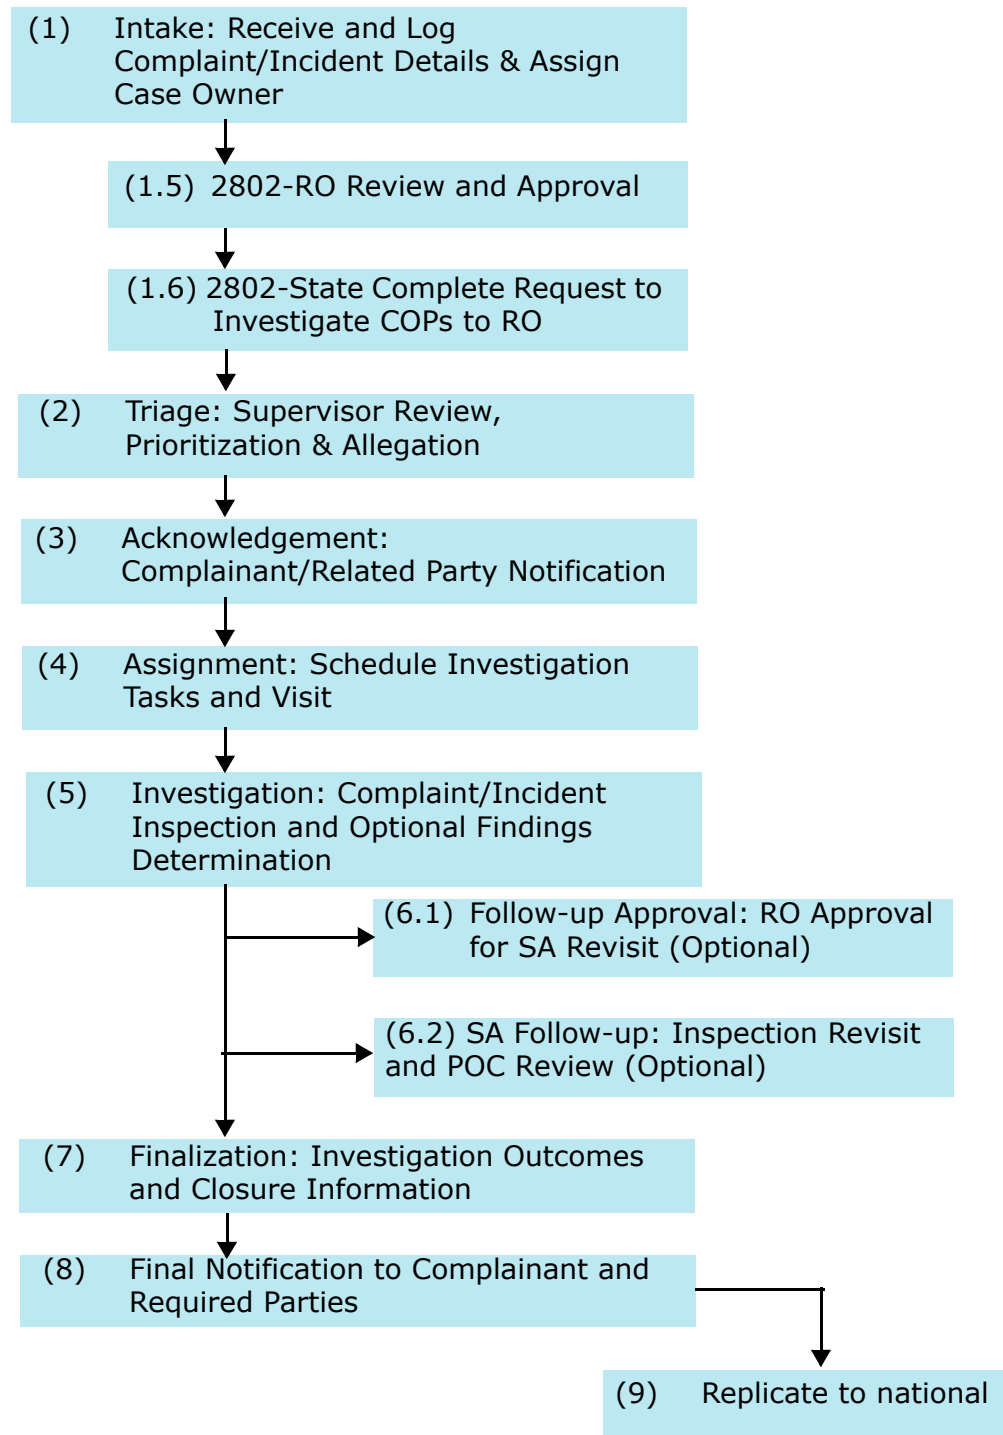 (1) Intake: Receive and Log
Complaint/Incident Details & Assign
Case Owner
(1.5) 2802-RO Review and Approval
(1.6) 2802-State Complete Request to
Investigate COPs to RO
(2) Triage: Supervisor Review,
Prioritization & Allegation
(3) Acknowledgement:
Complainant/Related Party Notification
(4) Assignment: Schedule Investigation
Tasks and Visit
(5) Investigation: Complaint/Incident
Inspection and Optional Findings
Determination
(6.1) Follow-up Approval: RO Approval
for SA Revisit (Optional)
(6.2) SA Follow-up: Inspection Revisit
and POC Review (Optional)
(7) Finalization: Investigation Outcomes
and Closure Information
(8) Final Notification to Complainant and
Required Parties
(9) Replicate to national